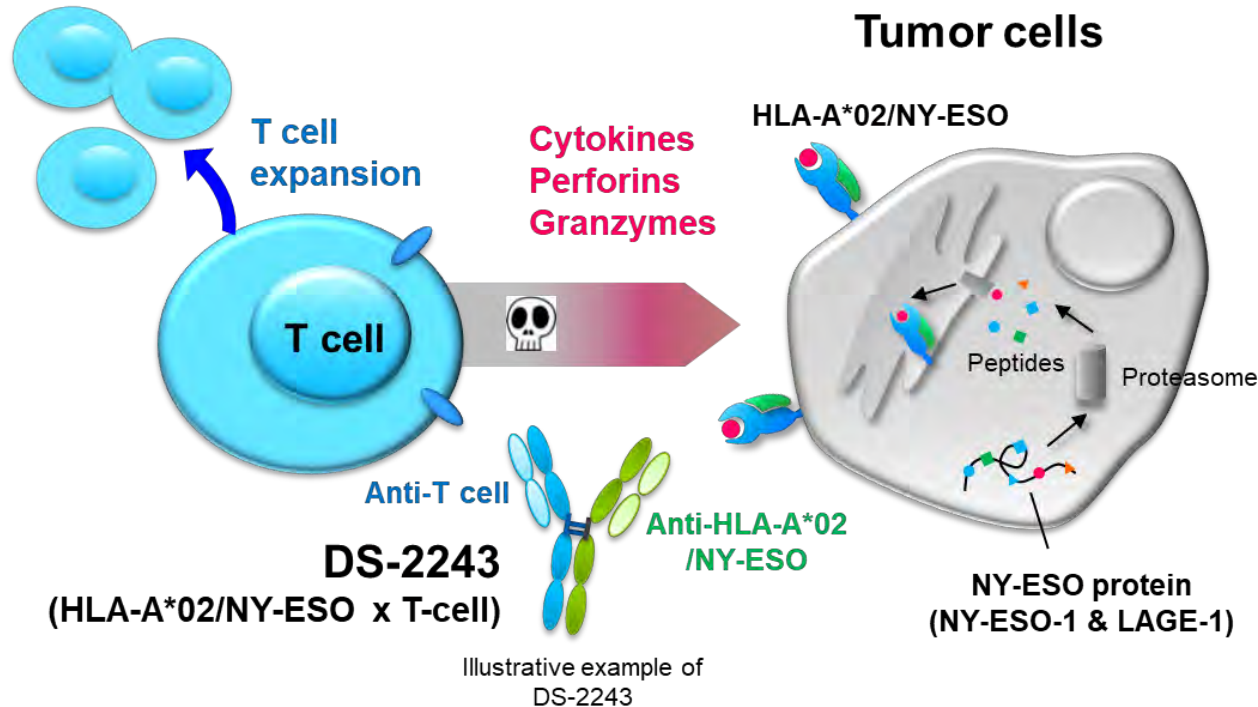 Tumor cells
HLA-A*02/NY-ESO
T cell
expansion
Cytokines
Perforins
Granzymes
T cell
Peptides
Proteasome
Anti-T cell
Anti-HLA-A*02
/NY-ESO
DS-2243
(HLA-A*02/NY-ESO x T-cell)
NY-ESO protein
(NY-ESO-1 & LAGE-1)
Illustrative example of
DS-2243